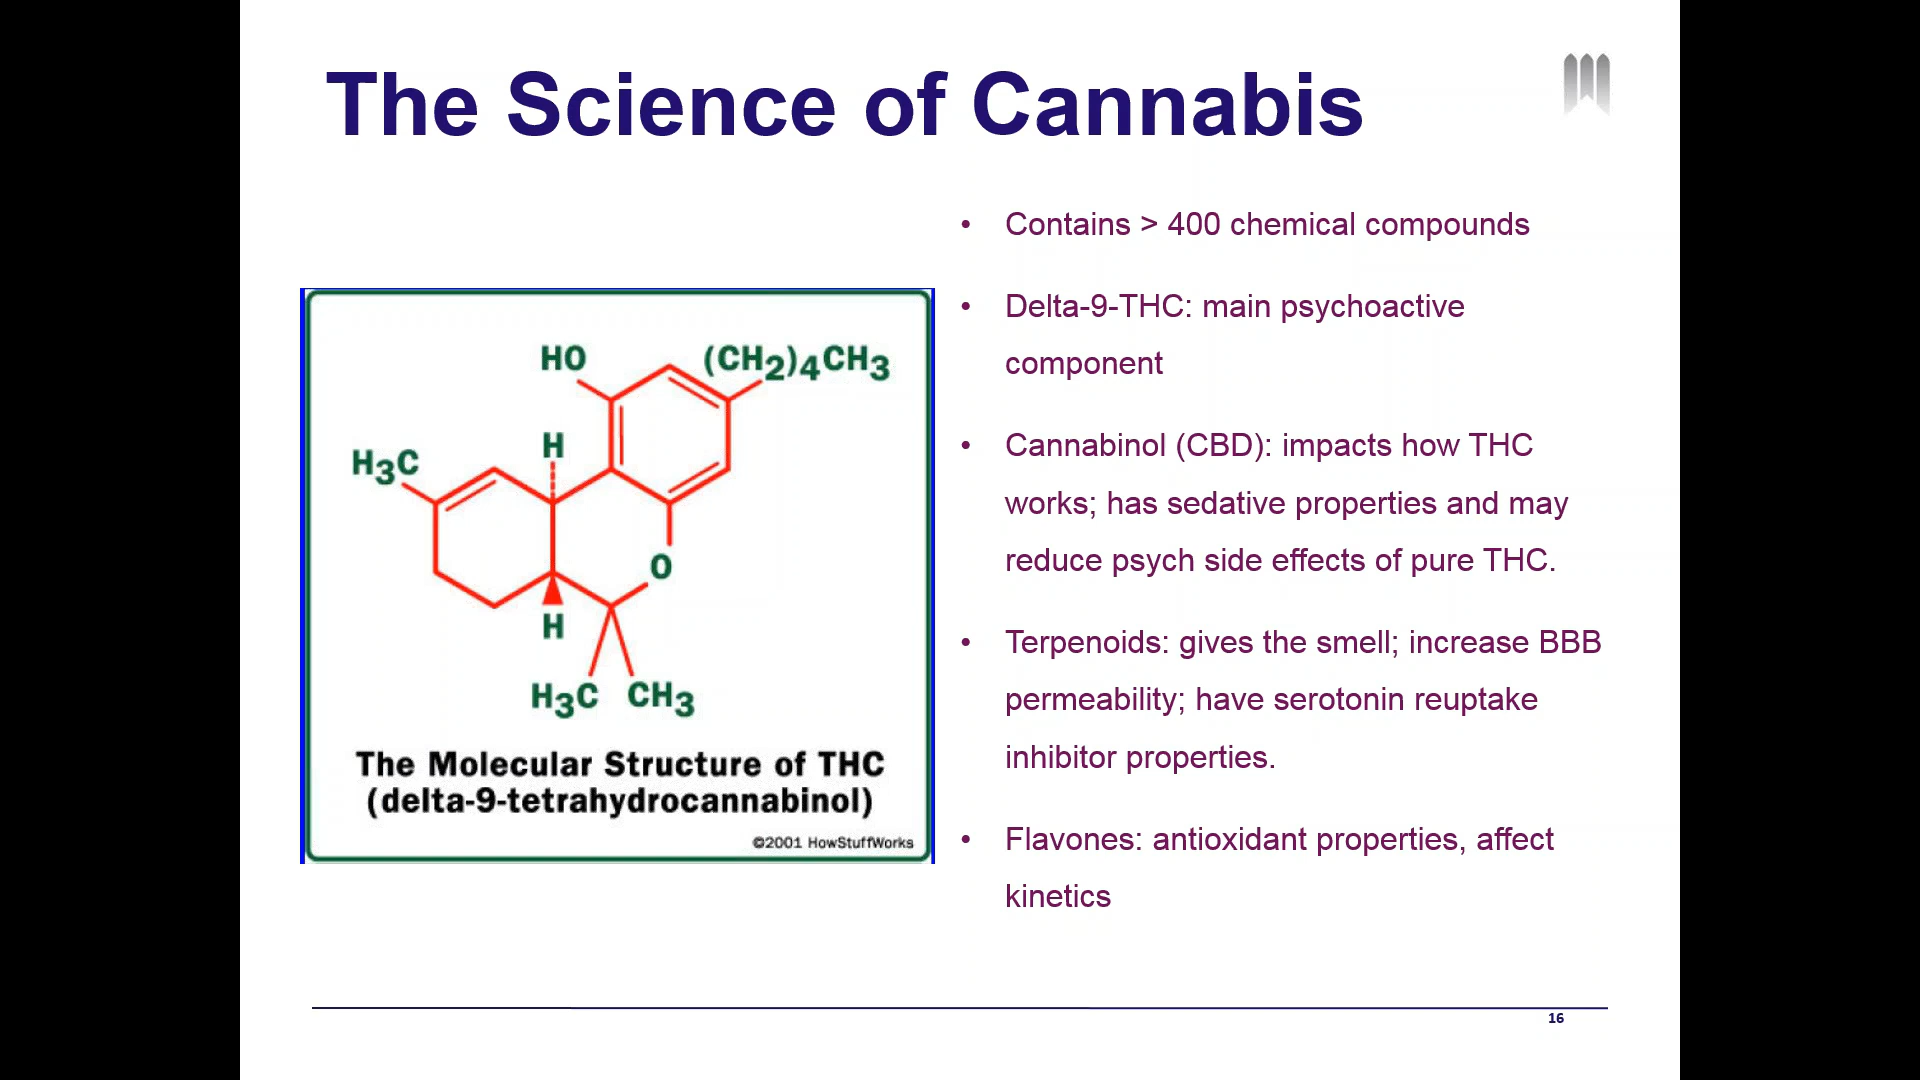 The Science of Cannabis
HO
(CH2)4CH3
H
H3C
O
H
H3C CH3
The Molecular Structure of THC
(delta-9-tetrahydrocannabinol)
©2001 HowStuffWorks
• Contains > 400 chemical compounds
• Delta-9-THC: main psychoactive
component
• Cannabinol (CBD): impacts how THC
works; has sedative properties and may
reduce psych side effects of pure THC.
• Terpenoids: gives the smell; increase BBB
permeability; have serotonin reuptake
inhibitor properties.
• Flavones: antioxidant properties, affect
kinetics
16